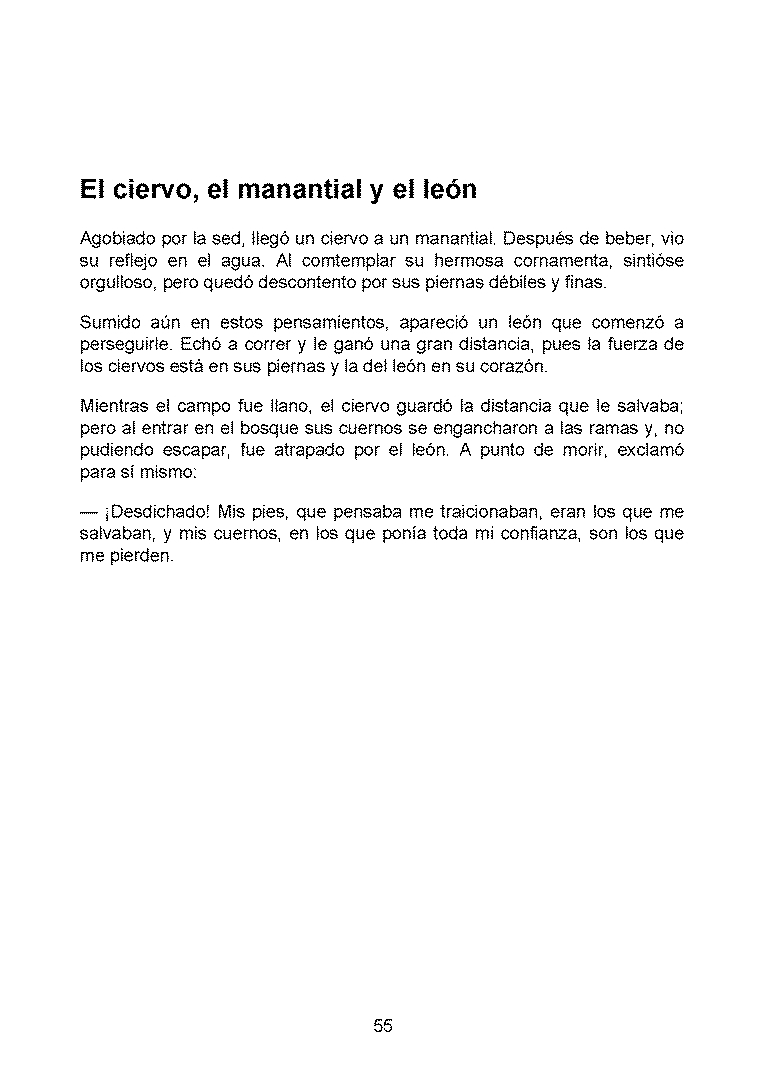 El ciervo, el manantial y el león
Agobiado por la sed, llegó un ciervo a un manantial. Después de beber, vio
su reflejo en el agua. Al comtemplar su hermosa cornamenta, sintióse
orgulloso, pero quedó descontento por sus piernas débiles y finas.
Sumido aún en estos pensamientos, apareció un león que comenzó a
perseguirle. Echó a correr y le ganó una gran distancia, pues la fuerza de
los ciervos está en sus piernas y la del león en su corazón.
Mientras el campo fue llano, el ciervo guardó la distancia que le salvaba;
pero al entrar en el bosque sus cuernos se engancharon a las ramas y, no
pudiendo escapar, fue atrapado por el león. A punto de morir, exclamó
para sí mismo:
— ¡Desdichado! Mis pies, que pensaba me traicionaban, eran los que me
salvaban, y mis cuernos, en los que ponía toda mi confianza, son los que
me pierden.
55